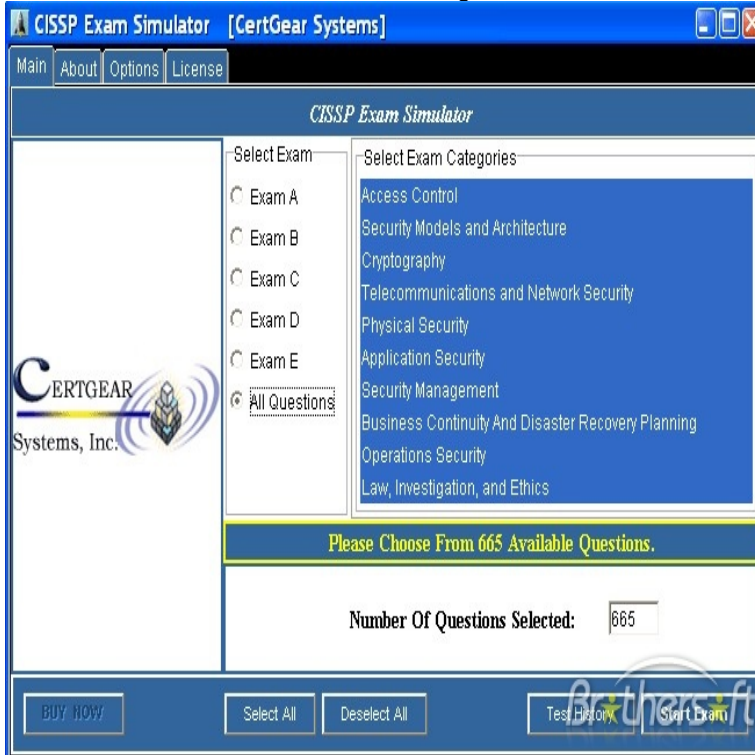 CISSP Exam Simulator [CertGear Systems]
Main About Options License
CISSP Exam Simulator
Select Exam
Exam A
Exam B
Exam C
Exam D
Exam E
All Questions
Select Exam Categories
Access Control
Security Models and Architecture
Cryptography
Telecommunications and Network Security
Physical Security
Application Security
Security Management
Business Continuity And Disaster Recovery Planning
Operations Security
Law, Investigation, and Ethics
CERTGEAR
Systems, Inc.
Please Choose From 665 Available Questions.
Number Of Questions Selected: 665
BUY NOW Select All Deselect All Test History Start Exam
Brothersoft